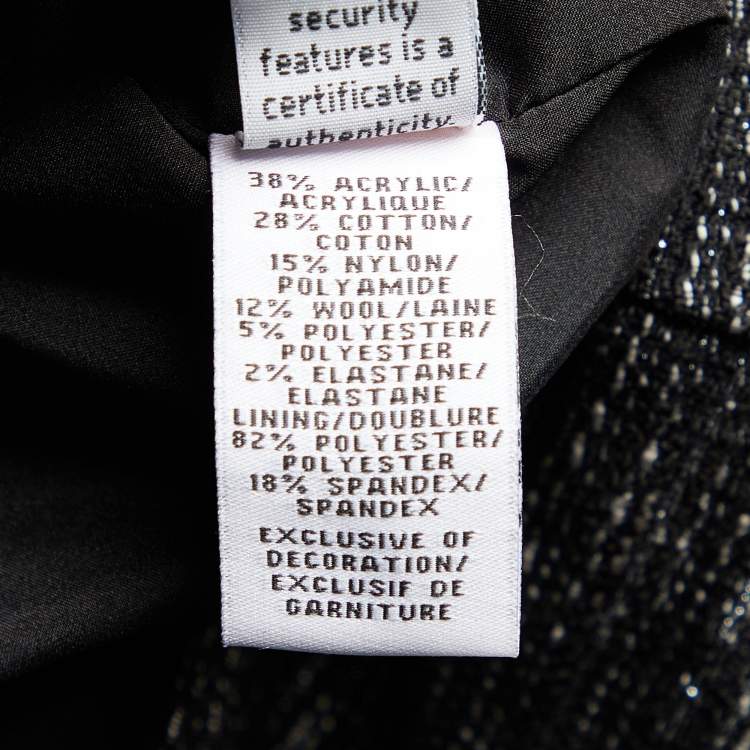 security
features is a
certificate of
authenticity.
38% ACRYLIC/
ACRYLIQUE
28% COTTON/
COTON
15% NYLON/
POLYAMIDE
12% WOOL/LAINE
5% POLYESTER/
POLYESTER
2% ELASTANE/
ELASTANE
LINING/DOUBLURE
82% POLYESTER/
POLYESTER
18% SPANDEX/
SPANDEX
EXCLUSIVE OF
DECORATION/
EXCLUSIF DE
GARNITURE